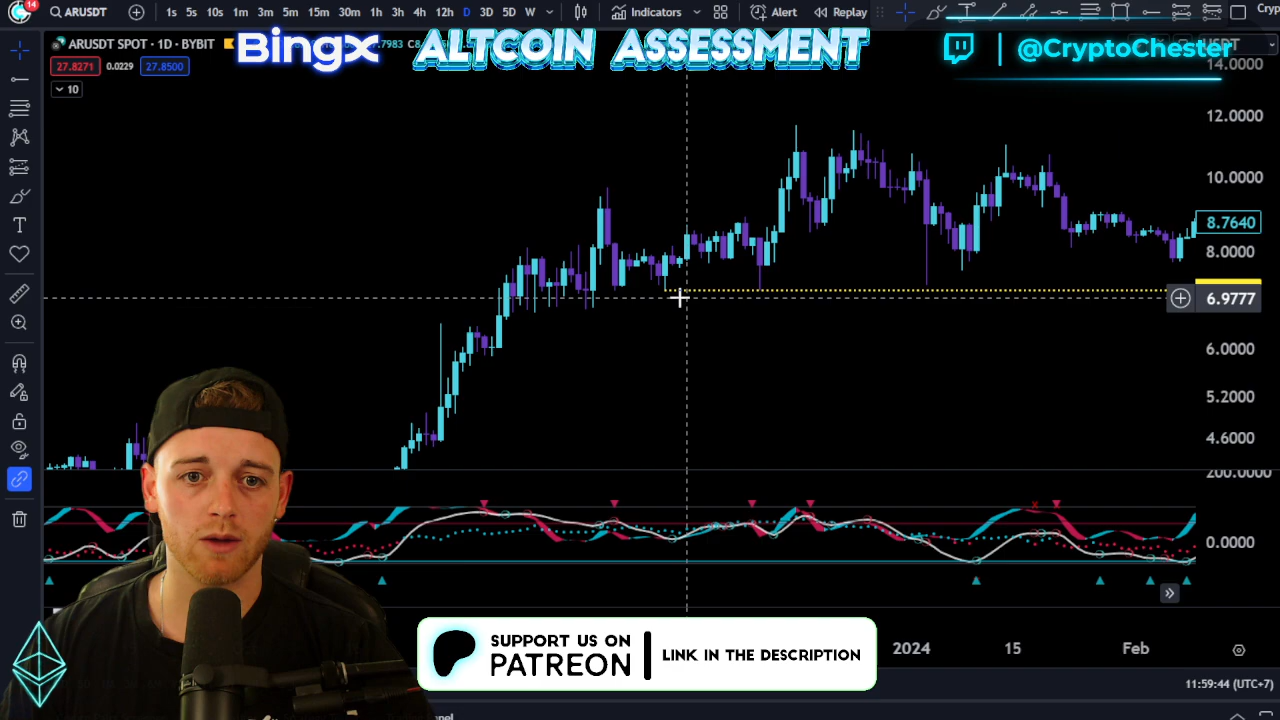 14
ARUSDT
1s 5s 10s 1m 3m 5m 15m 30m 1h 3h 4h 12h D 3D 5D W
Indicators
Alert
Replay
ARUSDT SPOT · 1D · BYBIT
BingX
ALTCOIN ASSESSMENT
@CryptoChester
27.8271
0.0229
27.8500
10
14.0000
12.0000
10.0000
8.7640
8.0000
6.9777
6.0000
5.2000
4.6000
200.0000
0.0000
SUPPORT US ON
PATREON
LINK IN THE DESCRIPTION
2024
15
Feb
11:59:44 (UTC+7)